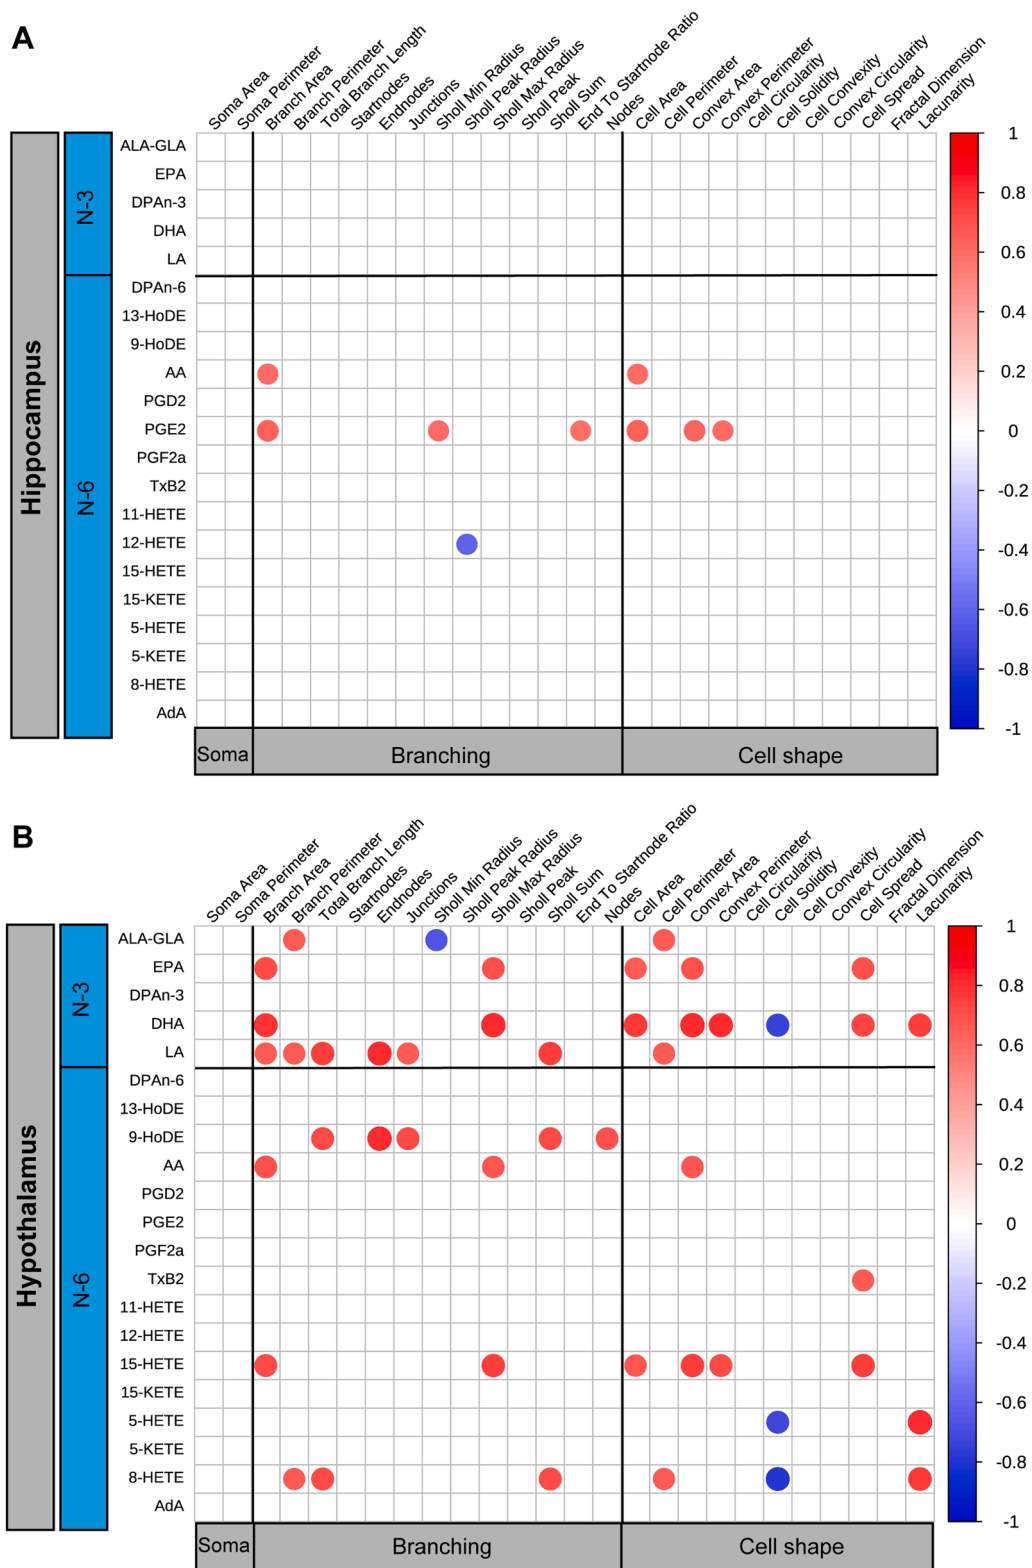 A
Soma Area
Soma Perimeter
Branch Area
Branch Perimeter
Total Branch Length
Startnodes
Endnodes
Junctions
Sholl Min Radius
Sholl Peak Radius
Sholl Max Radius
Sholl Peak
Sholl Sum
End To Startnode Ratio
Nodes
Cell Area
Cell Perimeter
Convex Area
Convex Perimeter
Cell Circularity
Cell Solidity
Cell Convexity
Convex Circularity
Cell Spread
Fractal Dimension
Lacunarity
Hippocampus
N-3
N-6
ALA-GLA
EPA
DPAn-3
DHA
LA
DPAn-6
13-HoDE
9-HoDE
AA
PGD2
PGE2
PGF2a
TxB2
11-HETE
12-HETE
15-HETE
15-KETE
5-HETE
5-KETE
8-HETE
AdA
1
0.8
0.6
0.4
0.2
0
-0.2
-0.4
-0.6
-0.8
-1
Soma
Branching
Cell shape
B
Soma Area
Soma Perimeter
Branch Area
Branch Perimeter
Total Branch Length
Startnodes
Endnodes
Junctions
Sholl Min Radius
Sholl Peak Radius
Sholl Max Radius
Sholl Peak
Sholl Sum
End To Startnode Ratio
Nodes
Cell Area
Cell Perimeter
Convex Area
Convex Perimeter
Cell Circularity
Cell Solidity
Cell Convexity
Convex Circularity
Cell Spread
Fractal Dimension
Lacunarity
Hypothalamus
N-3
N-6
ALA-GLA
EPA
DPAn-3
DHA
LA
DPAn-6
13-HoDE
9-HoDE
AA
PGD2
PGE2
PGF2a
TxB2
11-HETE
12-HETE
15-HETE
15-KETE
5-HETE
5-KETE
8-HETE
AdA
1
0.8
0.6
0.4
0.2
0
-0.2
-0.4
-0.6
-0.8
-1
Soma
Branching
Cell shape